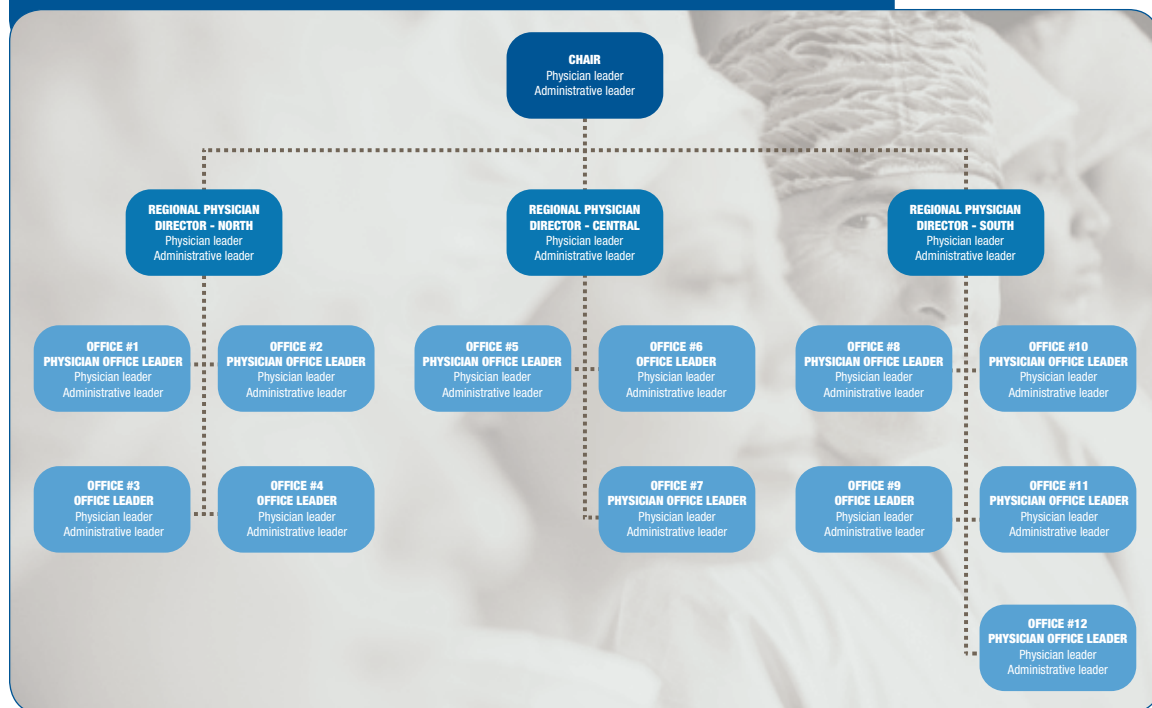 CHAIR
Physician leader
Administrative leader
REGIONAL PHYSICIAN
DIRECTOR - NORTH
Physician leader
Administrative leader
REGIONAL PHYSICIAN
DIRECTOR - CENTRAL
Physician leader
Administrative leader
REGIONAL PHYSICIAN
DIRECTOR - SOUTH
Physician leader
Administrative leader
OFFICE #1
PHYSICIAN OFFICE LEADER
Physician leader
Administrative leader
OFFICE #2
PHYSICIAN OFFICE LEADER
Physician leader
Administrative leader
OFFICE #5
PHYSICIAN OFFICE LEADER
Physician leader
Administrative leader
OFFICE #6
OFFICE LEADER
Physician leader
Administrative leader
OFFICE #8
PHYSICIAN OFFICE LEADER
Physician leader
Administrative leader
OFFICE #10
PHYSICIAN OFFICE LEADER
Physician leader
Administrative leader
OFFICE #3
OFFICE LEADER
Physician leader
Administrative leader
OFFICE #4
OFFICE LEADER
Physician leader
Administrative leader
OFFICE #7
PHYSICIAN OFFICE LEADER
Physician leader
Administrative leader
OFFICE #9
OFFICE LEADER
Physician leader
Administrative leader
OFFICE #11
PHYSICIAN OFFICE LEADER
Physician leader
Administrative leader
OFFICE #12
PHYSICIAN OFFICE LEADER
Physician leader
Administrative leader